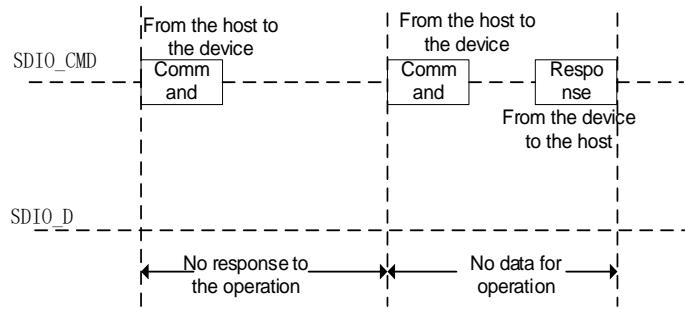 From the host to
the device
From the host to
the device
SDIO_CMD
Comm
and
Comm
and
Respo
nse
From the device
to the host
SDIO_D
No response to
the operation
No data for
operation